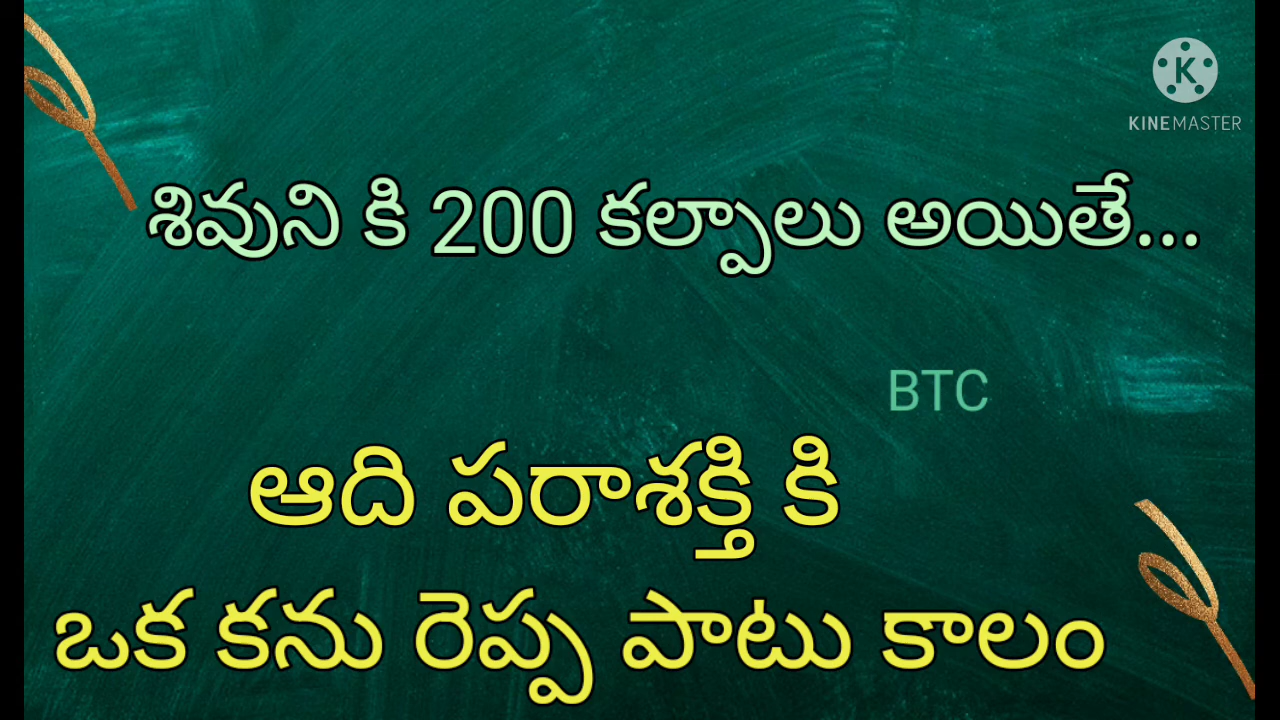 KINEMASTER
శివుని కి 200 కల్పాలు అయితే...
BTC
ఆది పరాశక్తి కి
ఒక కను రెప్ప పాటు కాలం